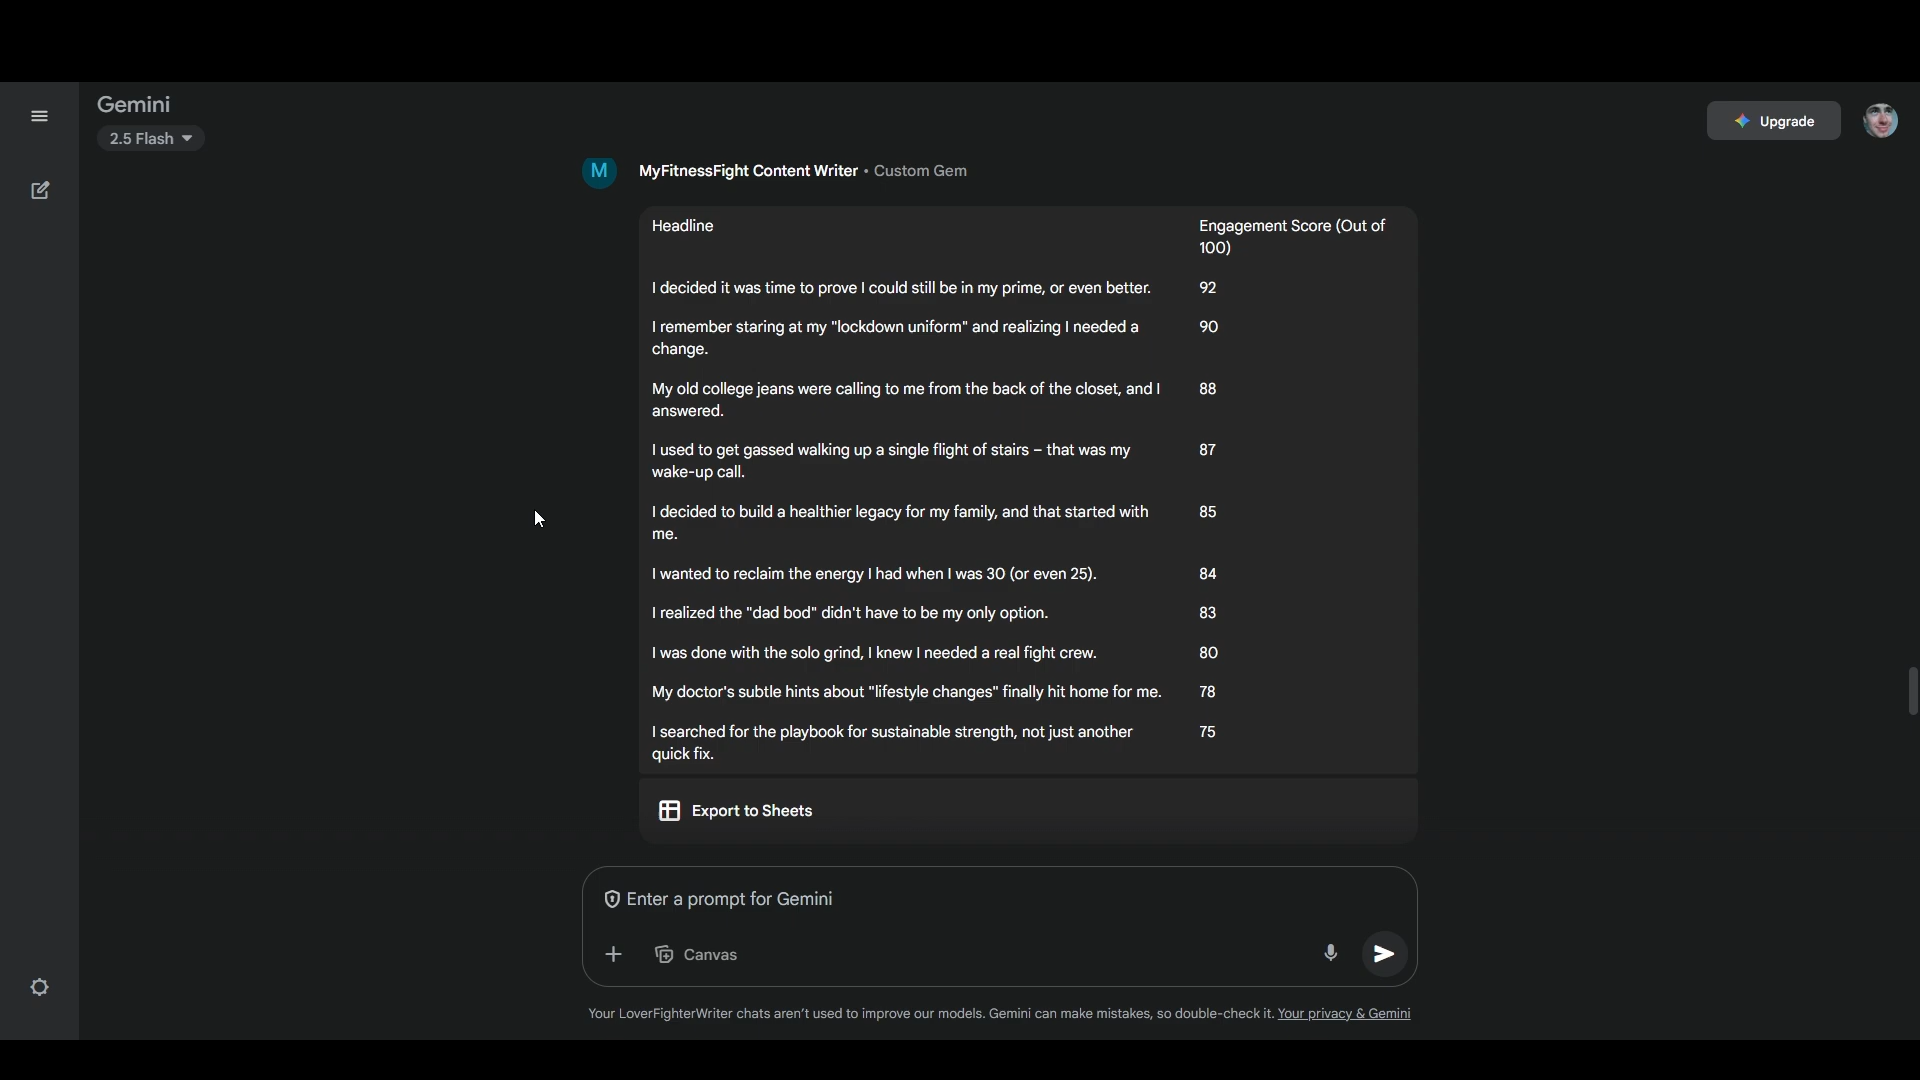 Gemini
2.5 Flash
Upgrade
M
MyFitnessFight Content Writer • Custom Gem
Headline
Engagement Score (Out of
100)
I decided it was time to prove I could still be in my prime, or even better.
92
I remember staring at my "lockdown uniform" and realizing I needed a
change.
90
My old college jeans were calling to me from the back of the closet, and I
answered.
88
I used to get gassed walking up a single flight of stairs – that was my
wake-up call.
87
I decided to build a healthier legacy for my family, and that started with
me.
85
I wanted to reclaim the energy I had when I was 30 (or even 25).
84
I realized the "dad bod" didn't have to be my only option.
83
I was done with the solo grind, I knew I needed a real fight crew.
80
My doctor's subtle hints about "lifestyle changes" finally hit home for me.
78
I searched for the playbook for sustainable strength, not just another
quick fix.
75
Export to Sheets
Enter a prompt for Gemini
Canvas
Your LoverFighterWriter chats aren't used to improve our models. Gemini can make mistakes, so double-check it. Your privacy & Gemini